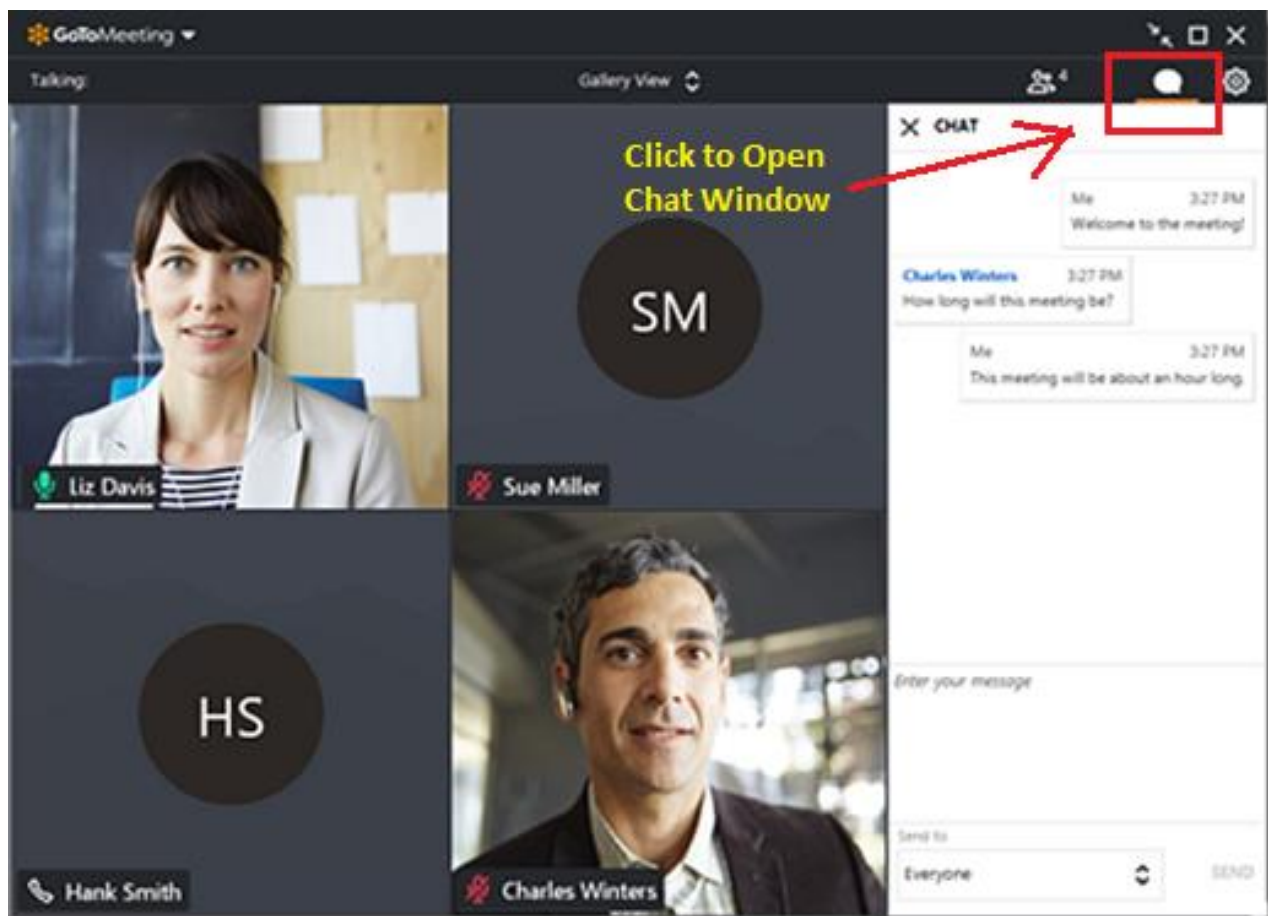 GoToMeeting
Talking:
Gallery View
4
CHAT
Click to Open
Chat Window
Me 3:27 PM
Welcome to the meeting!
Charles Winters 3:27 PM
How long will this meeting be?
Me 3:27 PM
This meeting will be about an hour long.
SM
Liz Davis
Sue Miller
HS
Enter your message
Send to
Everyone
SEND
Hank Smith
Charles Winters